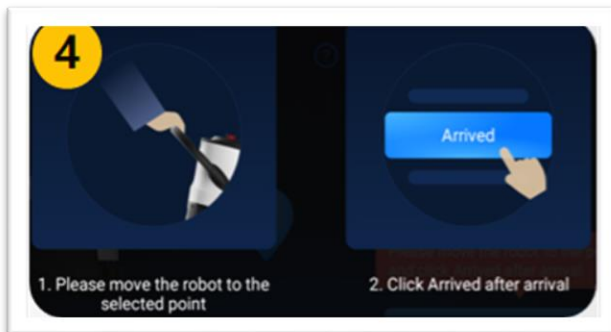 4
Arrived
1. Please move the robot to the
selected point
2. Click Arrived after arrival